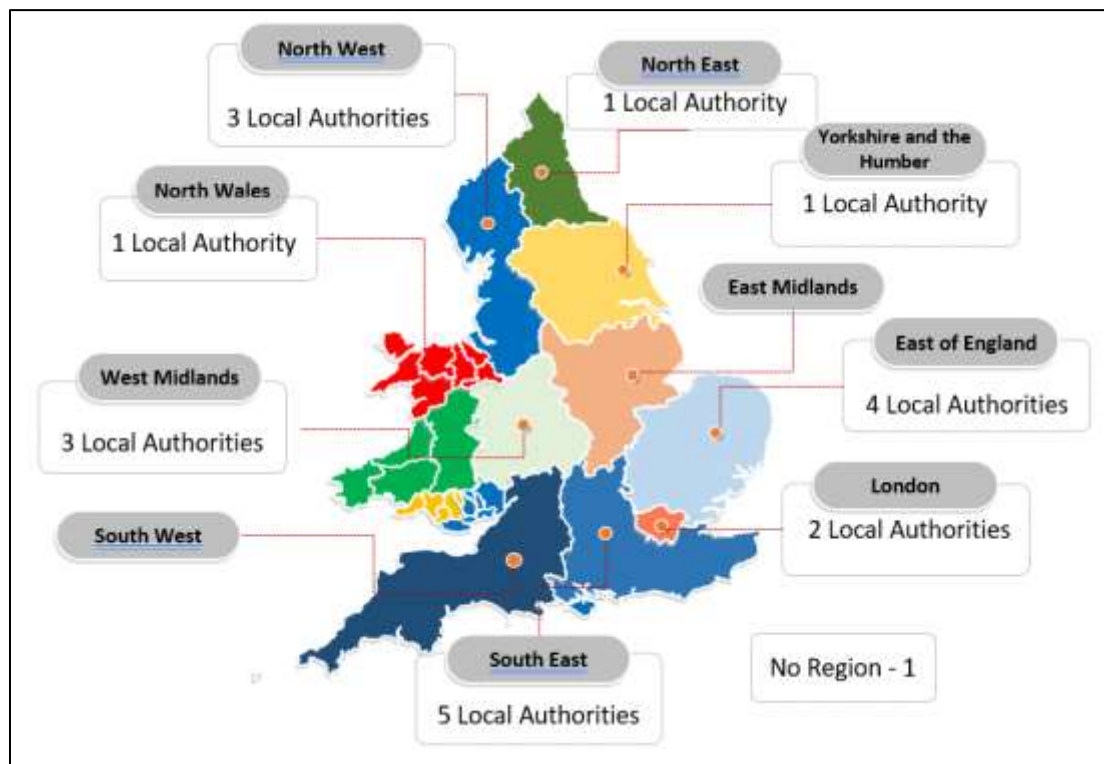 North West
3 Local Authorities
North East
1 Local Authority
Yorkshire and the
Humber
1 Local Authority
North Wales
1 Local Authority
East Midlands
East of England
4 Local Authorities
West Midlands
3 Local Authorities
London
2 Local Authorities
South West
South East
5 Local Authorities
No Region - 1